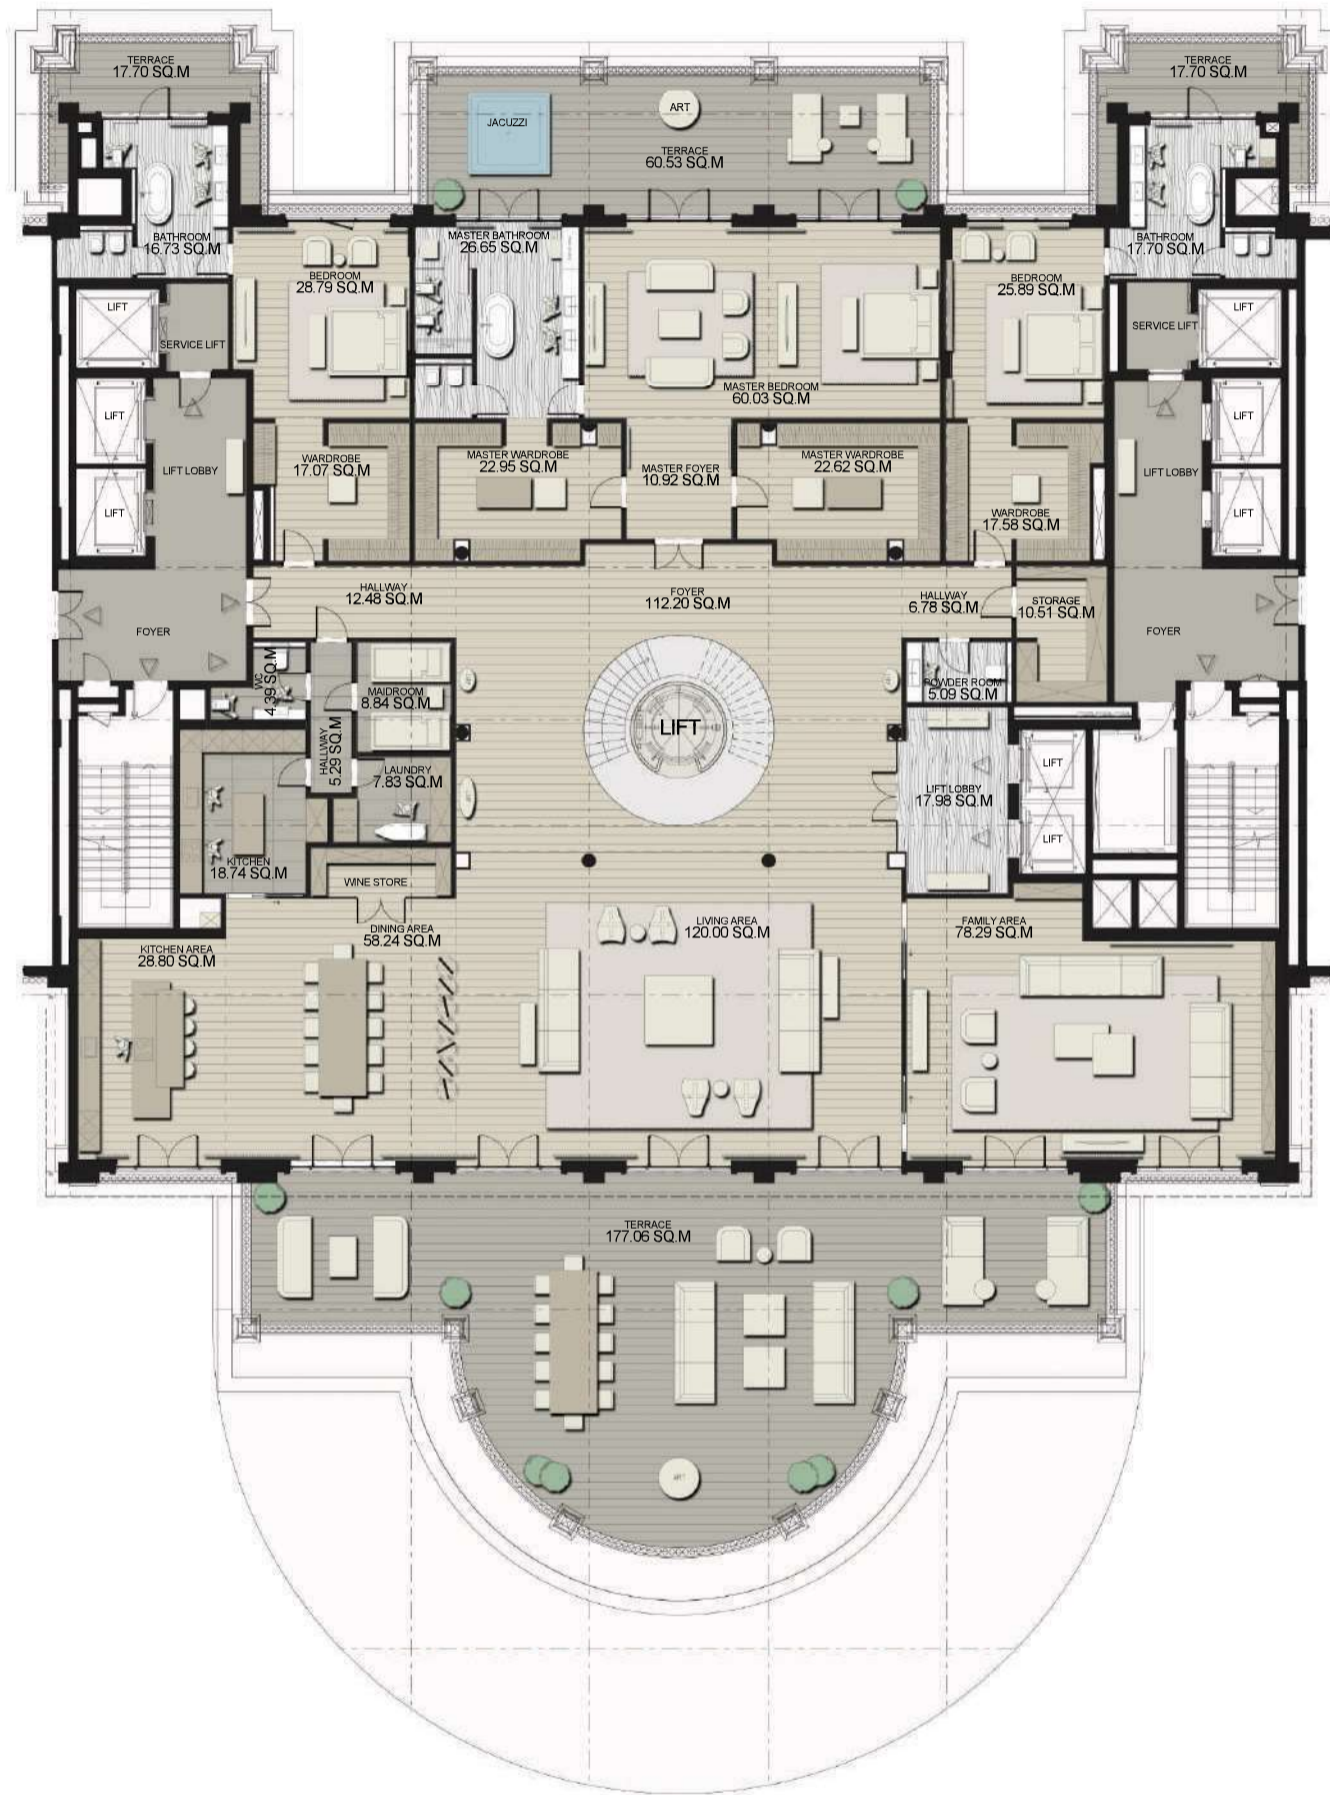 TERRACE
17.70 SQ.M
TERRACE
17.70 SQ.M
JACUZZI
ART
TERRACE
60.53 SQ.M
BATHROOM
16.73 SQ.M
MASTER BATHROOM
26.65 SQ.M
BATHROOM
17.70 SQ.M
BEDROOM
28.79 SQ.M
BEDROOM
25.89 SQ.M
LIFT
SERVICE LIFT
SERVICE LIFT
LIFT
MASTER BEDROOM
60.03 SQ.M
LIFT
LIFT
LIFT LOBBY
WARDROBE
17.07 SQ.M
MASTER WARDROBE
22.95 SQ.M
MASTER FOYER
10.92 SQ.M
MASTER WARDROBE
22.62 SQ.M
LIFT LOBBY
LIFT
WARDROBE
17.58 SQ.M
LIFT
HALLWAY
12.48 SQ.M
FOYER
112.20 SQ.M
HALLWAY
6.78 SQ.M
STORAGE
10.51 SQ.M
FOYER
FOYER
WC
4.39 SQ.M
MAIDROOM
8.84 SQ.M
POWDER ROOM
5.09 SQ.M
LIFT
HALLWAY
5.29 SQ.M
LAUNDRY
7.83 SQ.M
LIFT LOBBY
17.98 SQ.M
LIFT
LIFT
KITCHEN
18.74 SQ.M
WINE STORE
DINING AREA
58.24 SQ.M
LIVING AREA
120.00 SQ.M
FAMILY AREA
78.29 SQ.M
KITCHEN AREA
28.80 SQ.M
TERRACE
177.06 SQ.M
ART